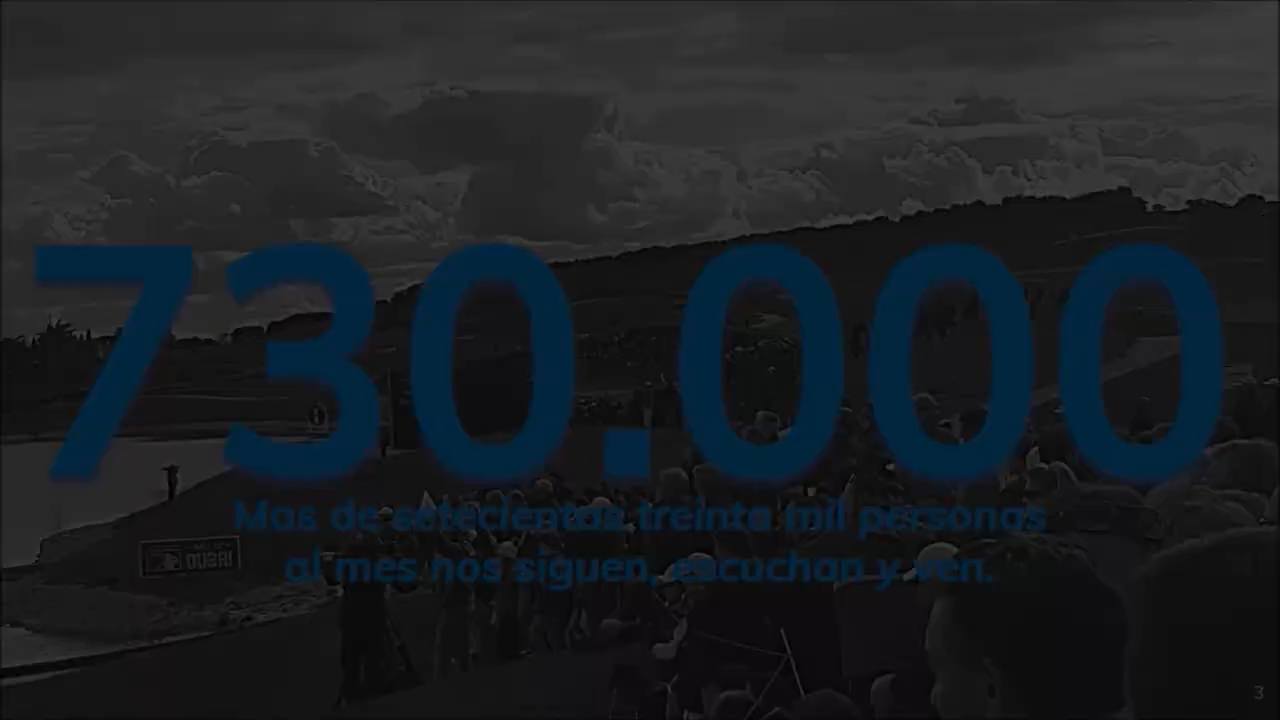 730.000
Mas de setecientas treinta mil personas
al mes nos siguen, escuchan y ven.
DUBAI
3